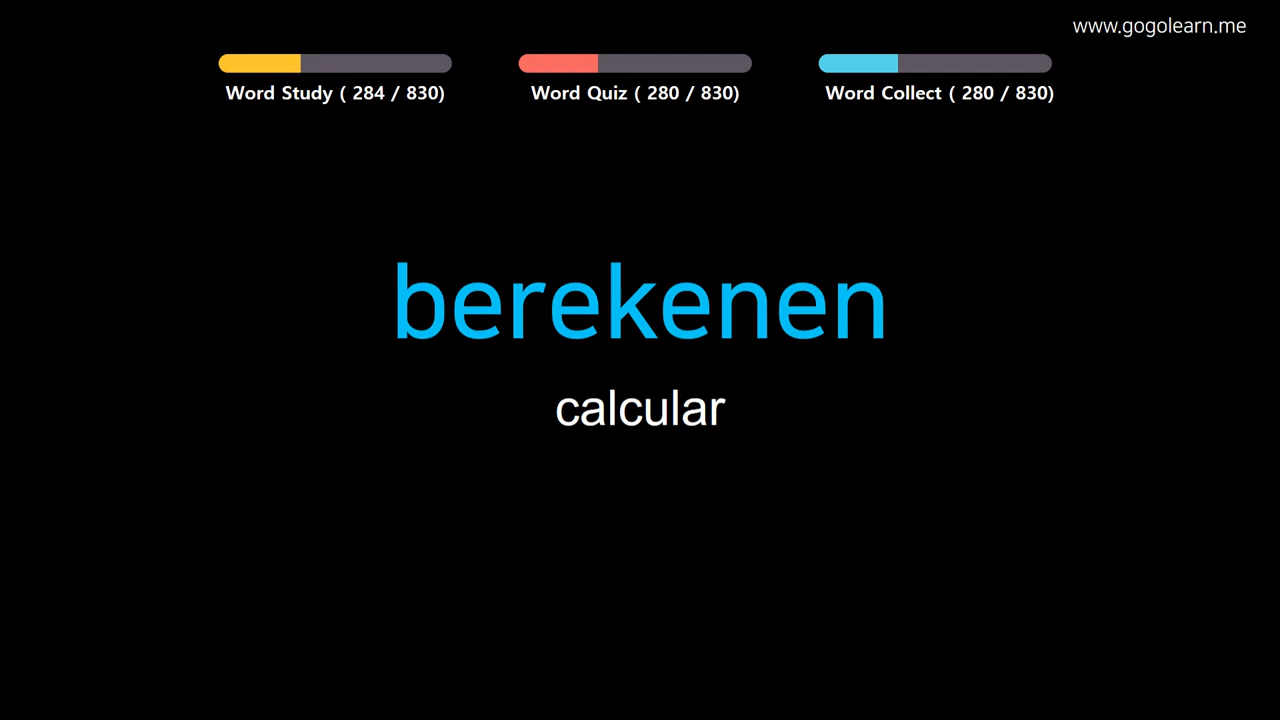 www.gogolearn.me
Word Study ( 284 / 830)
Word Quiz ( 280 / 830)
Word Collect ( 280 / 830)
berekenen
calcular